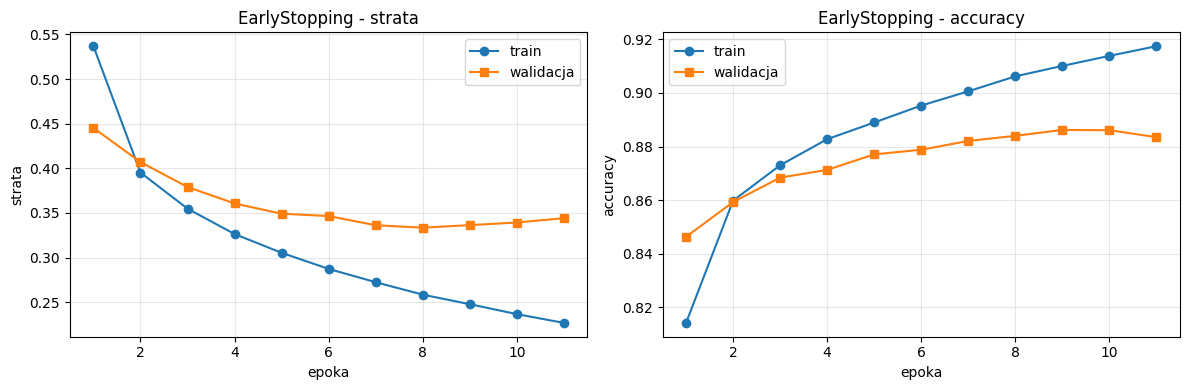 EarlyStopping - strata
0.55
0.50
0.45
0.40
0.35
0.30
0.25
strata
2
4
6
8
10
epoka
train
walidacja
EarlyStopping - accuracy
0.92
0.90
0.88
0.86
0.84
0.82
accuracy
2
4
6
8
10
epoka
train
walidacja